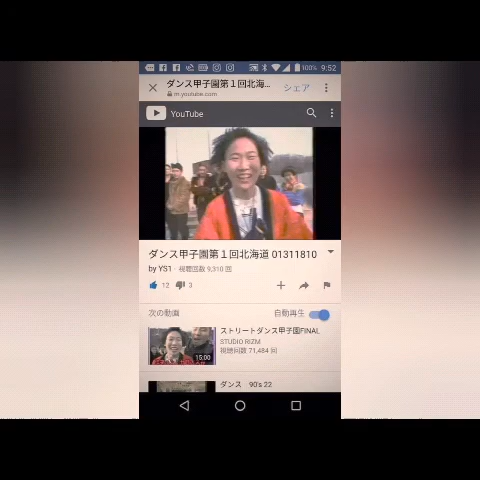 100% 9:52
ダンス甲子園第１回北海...
シェア
m.youtube.com
YouTube
ダンス甲子園第１回北海道 01311810
by YS1 · 視聴回数 9,310 回
12 3
次の動画
自動再生
ストリートダンス甲子園FINAL
STUDIO RIZM
視聴回数 71,484 回
15:00
ダンス 90's 22